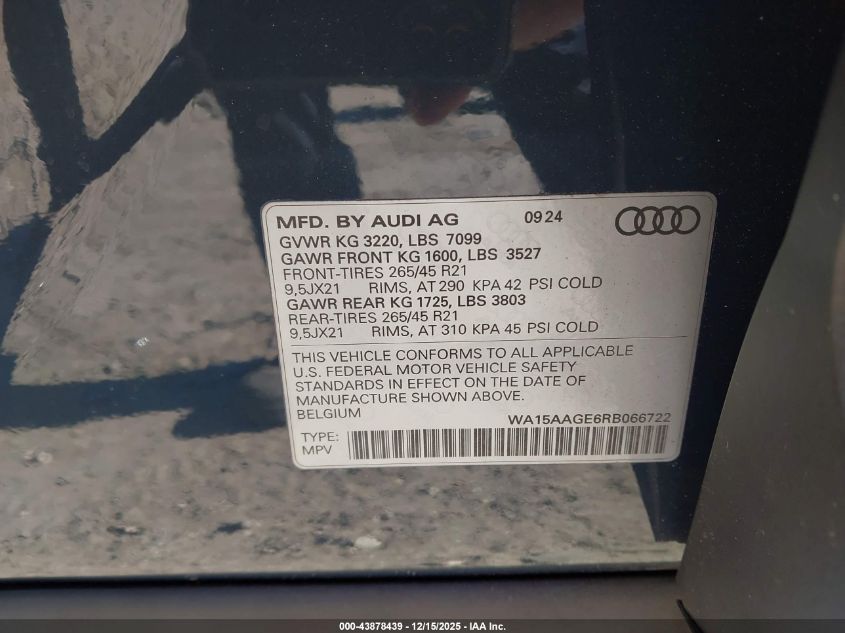 MFD. BY AUDI AG 09 24
GVWR KG 3220, LBS 7099
GAWR FRONT KG 1600, LBS 3527
FRONT-TIRES 265/45 R21
9,5JX21 RIMS, AT 290 KPA 42 PSI COLD
GAWR REAR KG 1725, LBS 3803
REAR-TIRES 265/45 R21
9,5JX21 RIMS, AT 310 KPA 45 PSI COLD
THIS VEHICLE CONFORMS TO ALL APPLICABLE
U.S. FEDERAL MOTOR VEHICLE SAFETY
STANDARDS IN EFFECT ON THE DATE OF
MANUFACTURE SHOWN ABOVE.
BELGIUM WA15AAGE6RB066722
TYPE:
MPV
000-43878439 - 12/15/2025 - IAA Inc.